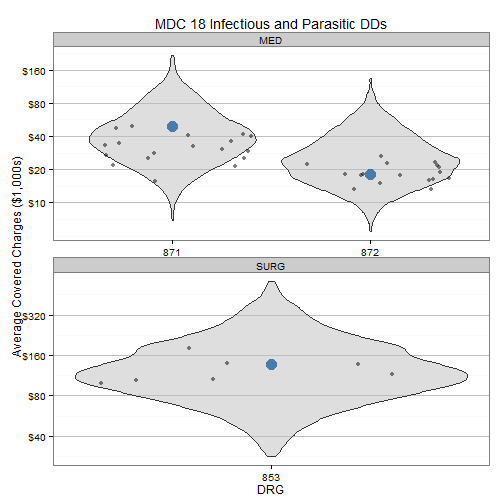 MDC 18 Infectious and Parasitic DDs
MED
$160
$80
$40
$20
$10
871 872
Average Covered Charges ($1,000s)
SURG
$320
$160
$80
$40
853
DRG